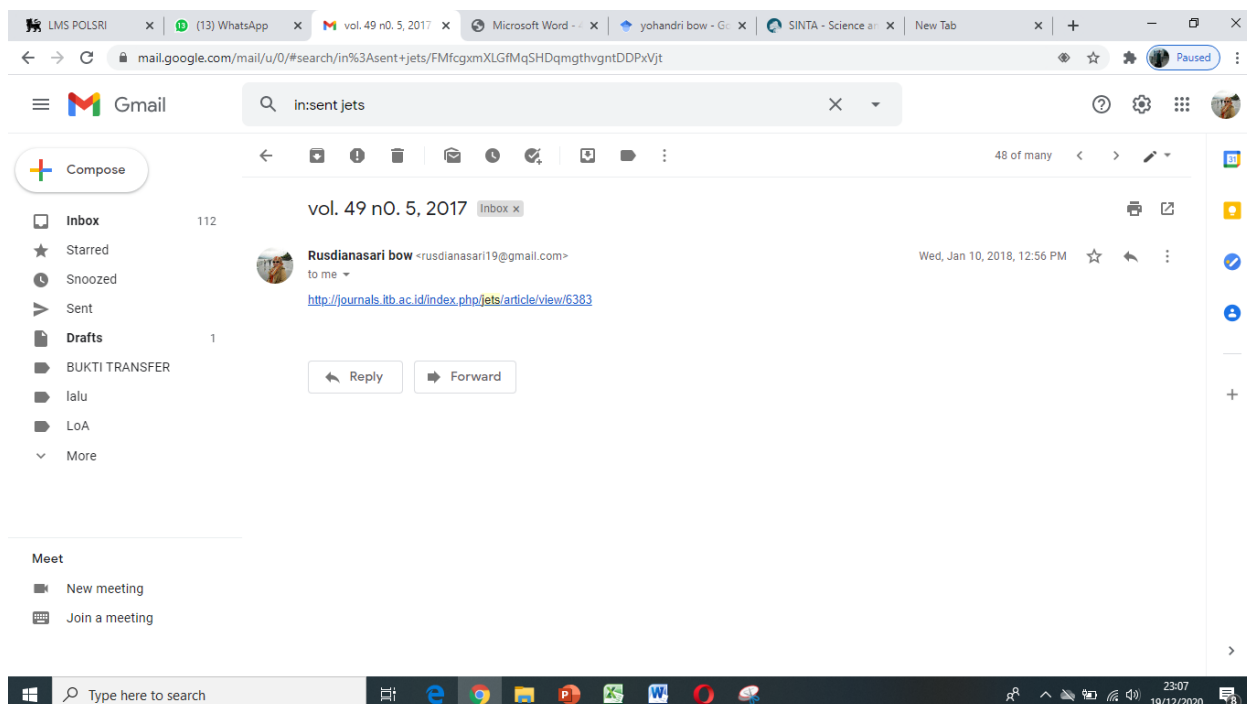 LMS POLSRI
(13) WhatsApp
vol. 49 n0. 5, 2017
Microsoft Word - 4
yohandri bow - Go
SINTA - Science an
New Tab
mail.google.com/mail/u/0/#search/in%3Asent+jets/FMfcgxmXLGfMqSHDqmgthvgntDDPxVjt
Paused
Gmail
in:sent jets
Compose
48 of many
31
vol. 49 n0. 5, 2017 Inbox x
Inbox 112
Rusdianasari bow <rusdianasari19@gmail.com> Wed, Jan 10, 2018, 12:56 PM
Starred
to me
Snoozed
http://journals.itb.ac.id/index.php/jets/article/view/6383
Sent
Drafts 1
BUKTI TRANSFER
Reply Forward
lalu
LoA
More
Meet
New meeting
Join a meeting
Type here to search
23:07
19/12/2020